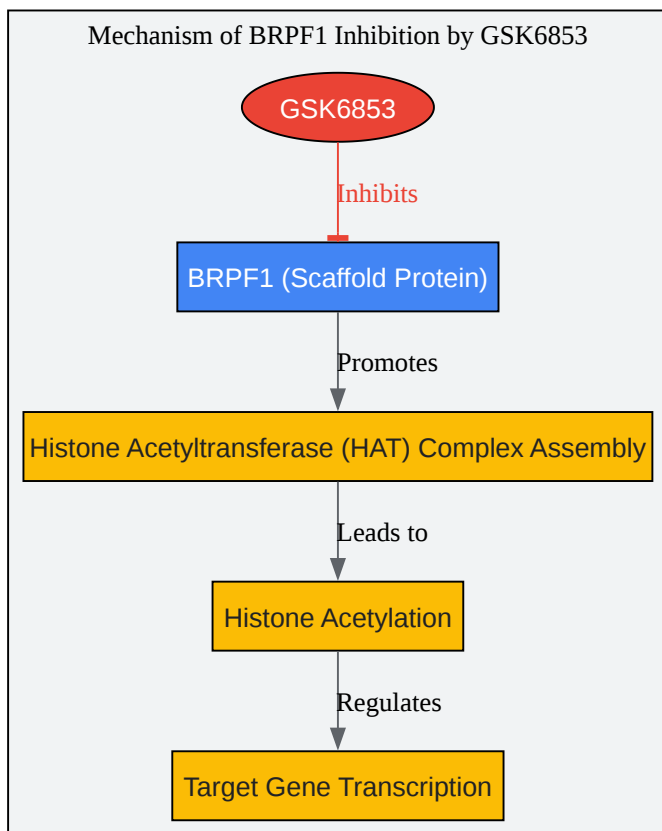 Mechanism of BRPF1 Inhibition by GSK6853
GSK6853
Inhibits
BRPF1 (Scaffold Protein)
Promotes
Histone Acetyltransferase (HAT) Complex Assembly
Leads to
Histone Acetylation
Regulates
Target Gene Transcription